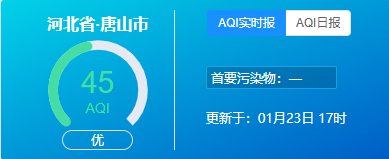 河北省·唐山市
45
AQI
优
AQI实时报 AQI日报
首要污染物：—
更新于：01月23日 17时